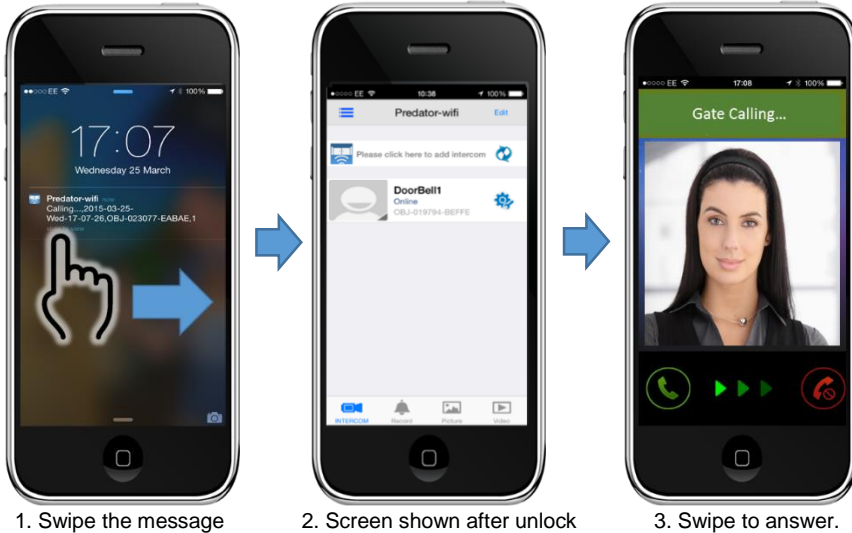 EE 100%
17:07
Wednesday 25 March
Predator-wifi now
Calling...,2015-03-25-
Wed-17-07-26,OBJ-023077-EABAE,1
EE 10:38 100%
Predator-wifi Edit
Please click here to add intercom
DoorBell1
Online
OBJ-019794-BEFFE
INTERCOM Record Picture Video
EE 17:08 100%
Gate Calling...
1. Swipe the message
2. Screen shown after unlock
3. Swipe to answer.